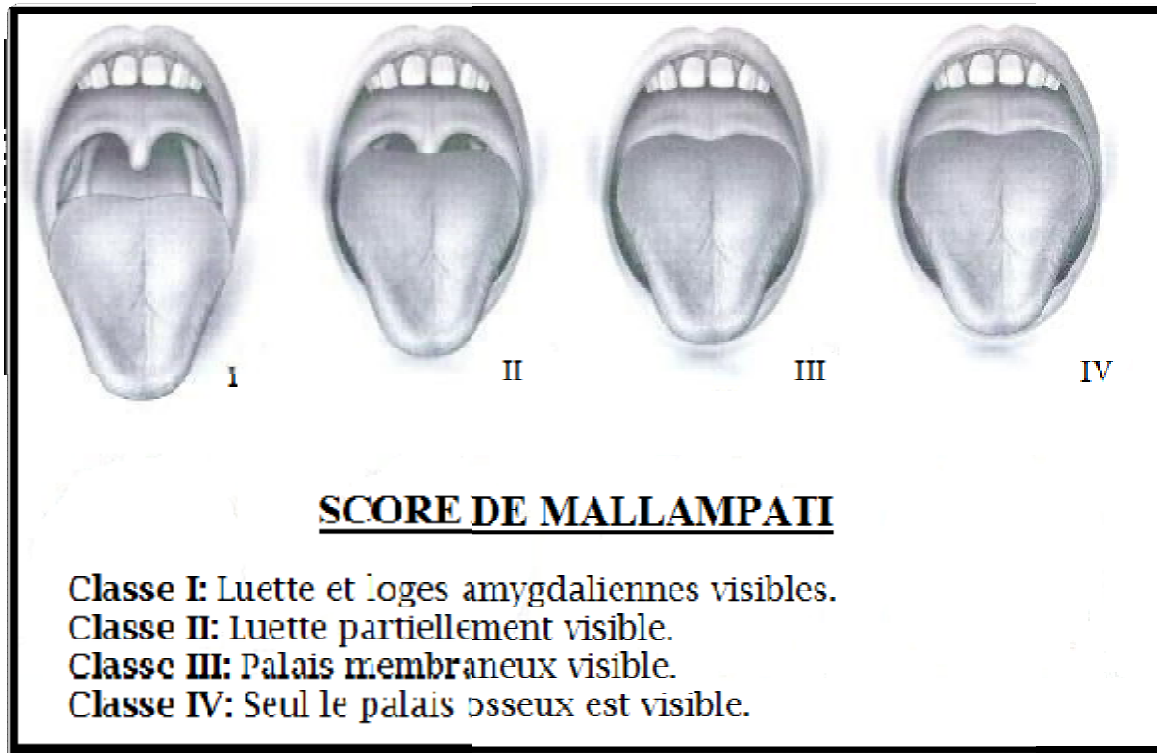 I II III IV
SCORE DE MALLAMPATI
Classe I: Luette et loges amygdaliennes visibles.
Classe II: Luette partiellement visible.
Classe III: Palais membraneux visible.
Classe IV: Seul le palais osseux est visible.